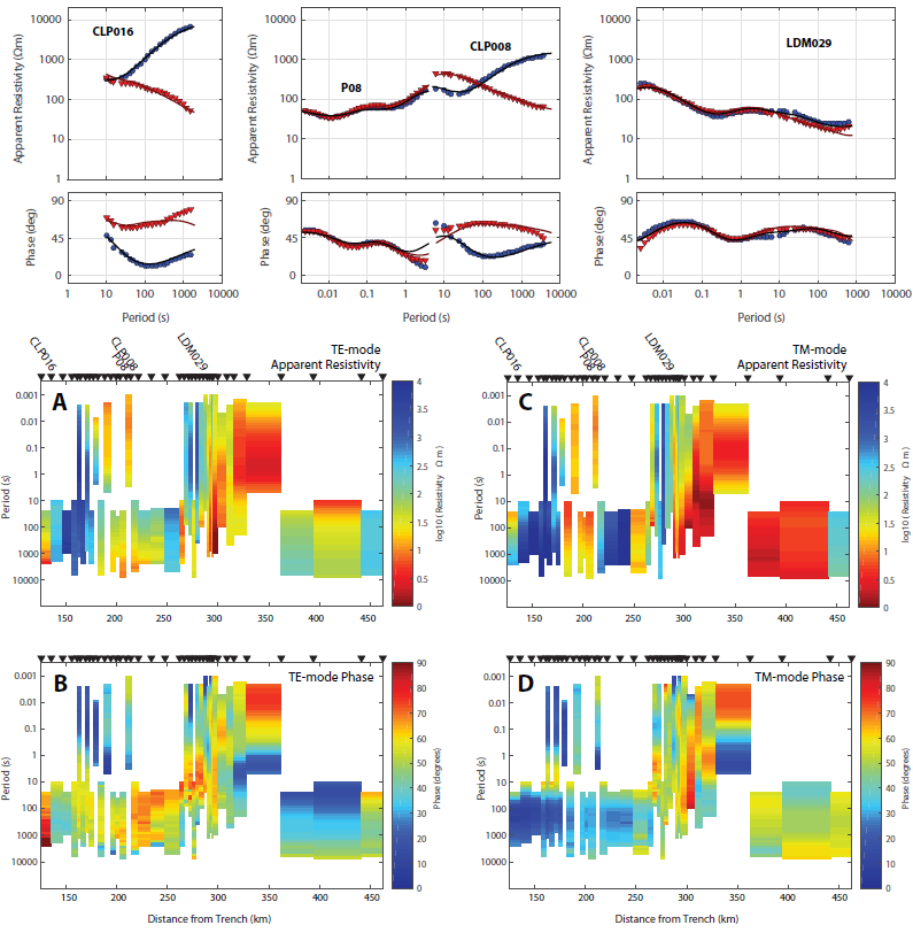 CLP016
CLP008
P08
LDM029
Apparent Resistivity (Ωm)
10000
1000
100
10
1
Apparent Resistivity (Ωm)
10000
1000
100
10
1
Apparent Resistivity (Ωm)
10000
1000
100
10
1
Phase (deg)
90
45
0
Phase (deg)
90
45
0
Phase (deg)
90
45
0
1 10 100 1000 10000
0.01 0.1 1 10 100 1000 10000
0.01 0.1 1 10 100 1000 10000
Period (s)
Period (s)
Period (s)
CLP016
CLP008
P08
LDM029
TE-mode
Apparent Resistivity
A
Period (s)
0.001
0.01
0.1
1
10
100
1000
10000
150 200 250 300 350 400 450
4
3.5
3
2.5
2
1.5
1
0.5
0
log10 ( Resistivity Ω m )
CLP016
CLP008
P08
LDM029
TM-mode
Apparent Resistivity
C
Period (s)
0.001
0.01
0.1
1
10
100
1000
10000
150 200 250 300 350 400 450
4
3.5
3
2.5
2
1.5
1
0.5
0
log10 ( Resistivity Ω m )
B
TE-mode Phase
Period (s)
0.001
0.01
0.1
1
10
100
1000
10000
150 200 250 300 350 400 450
Distance from Trench (km)
90
80
70
60
50
40
30
20
10
0
Phase (degrees)
D
TM-mode Phase
Period (s)
0.001
0.01
0.1
1
10
100
1000
10000
150 200 250 300 350 400 450
Distance from Trench (km)
90
80
70
60
50
40
30
20
10
0
Phase (degrees)